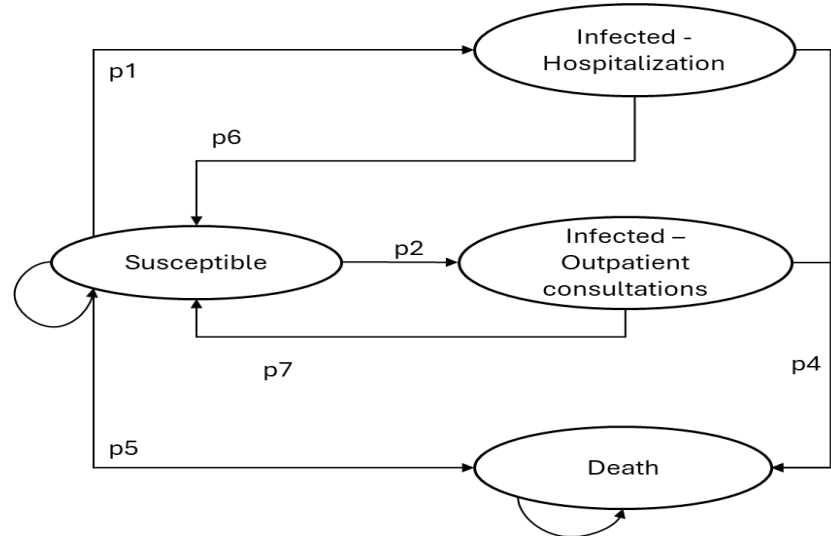 Infected -
Hospitalization
p1
p6
Susceptible
p2
Infected –
Outpatient
consultations
p7
p4
p5
Death